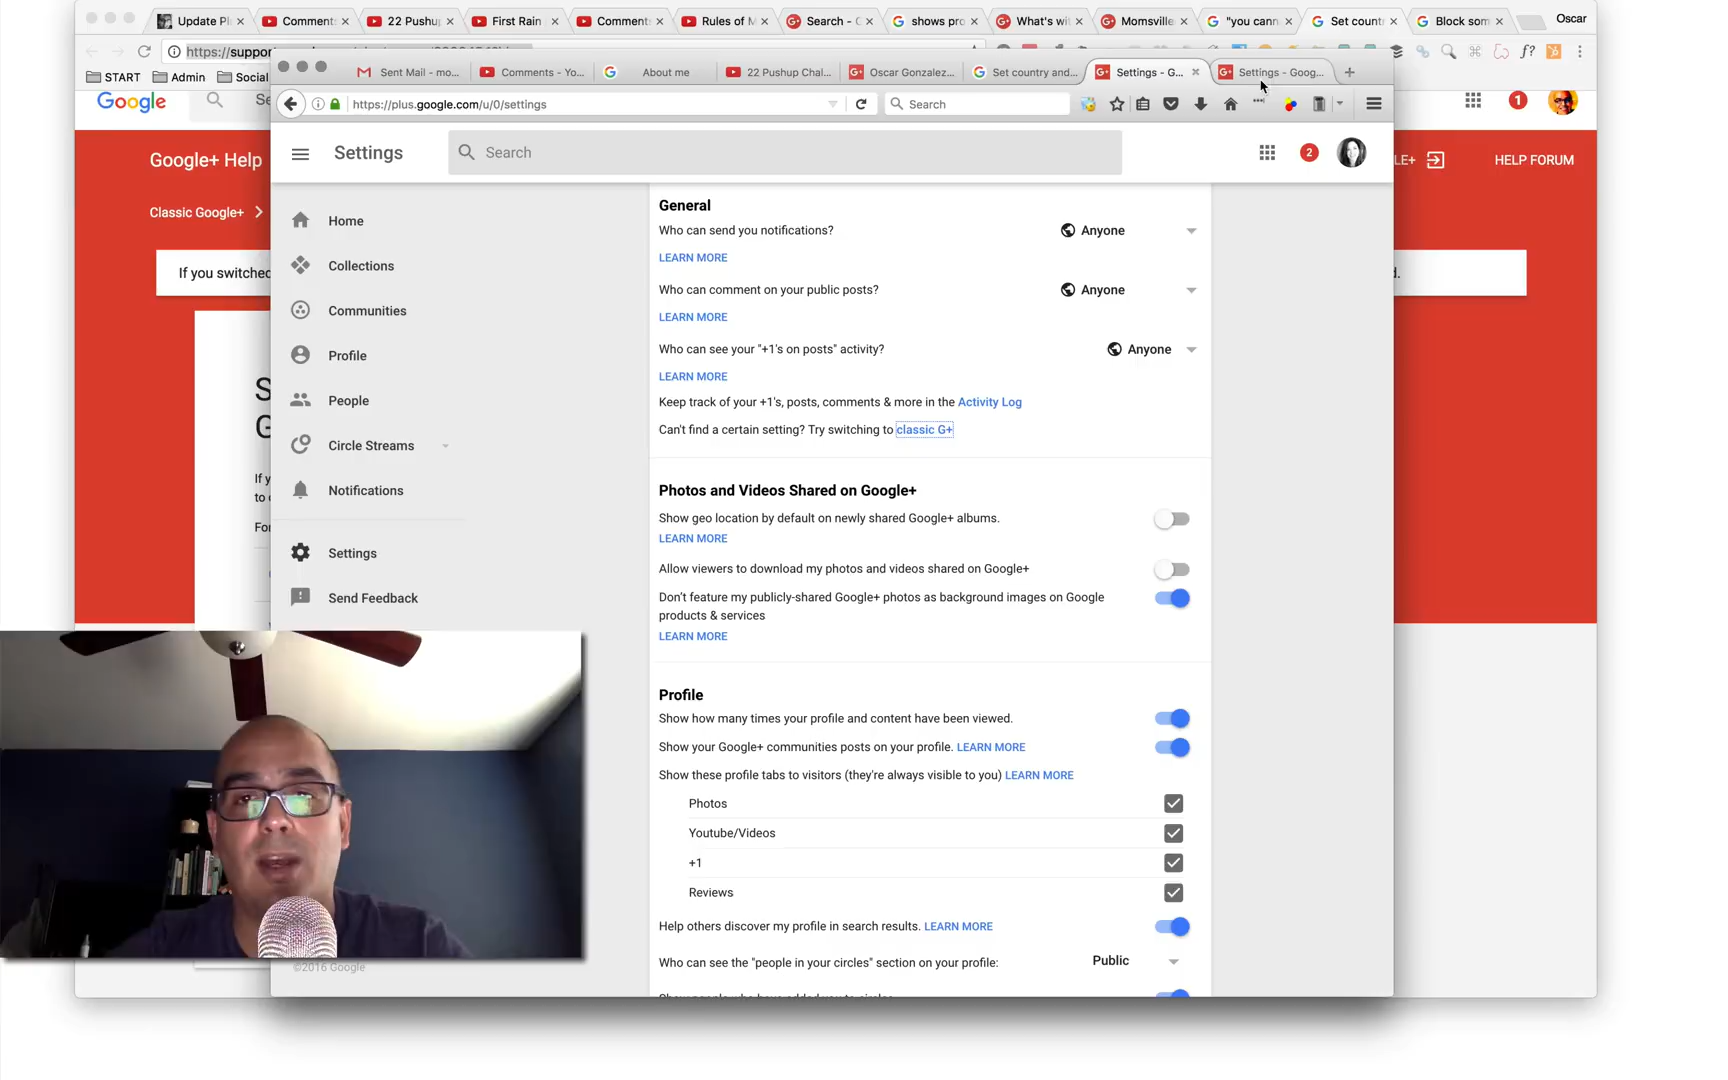 Update Pl
Comment:
22 Pushup
First Rain
Comment:
Rules of M
Search - G
shows pro
What's wi
Momsville
"you cann
Set count
Block som
Oscar
https://suppor
START
Admin
Social
Sent Mail - mo...
Comments - Yo...
About me
22 Pushup Chal...
Oscar Gonzalez...
Set country and...
Settings - G...
Settings - Goog...
https://plus.google.com/u/0/settings
Search
Google
Se
1
Google+ Help
LE+
HELP FORUM
Classic Google+
If you switched
d.
S
G
If y
to c
For
Settings
Search
2
Home
Collections
Communities
Profile
People
Circle Streams
Notifications
Settings
Send Feedback
©2016 Google
General
Who can send you notifications?
Anyone
LEARN MORE
Who can comment on your public posts?
Anyone
LEARN MORE
Who can see your "+1's on posts" activity?
Anyone
LEARN MORE
Keep track of your +1's, posts, comments & more in the Activity Log
Can't find a certain setting? Try switching to classic G+
Photos and Videos Shared on Google+
Show geo location by default on newly shared Google+ albums.
LEARN MORE
Allow viewers to download my photos and videos shared on Google+
Don't feature my publicly-shared Google+ photos as background images on Google
products & services
LEARN MORE
Profile
Show how many times your profile and content have been viewed.
Show your Google+ communities posts on your profile. LEARN MORE
Show these profile tabs to visitors (they're always visible to you) LEARN MORE
Photos
Youtube/Videos
+1
Reviews
Help others discover my profile in search results. LEARN MORE
Who can see the "people in your circles" section on your profile:
Public